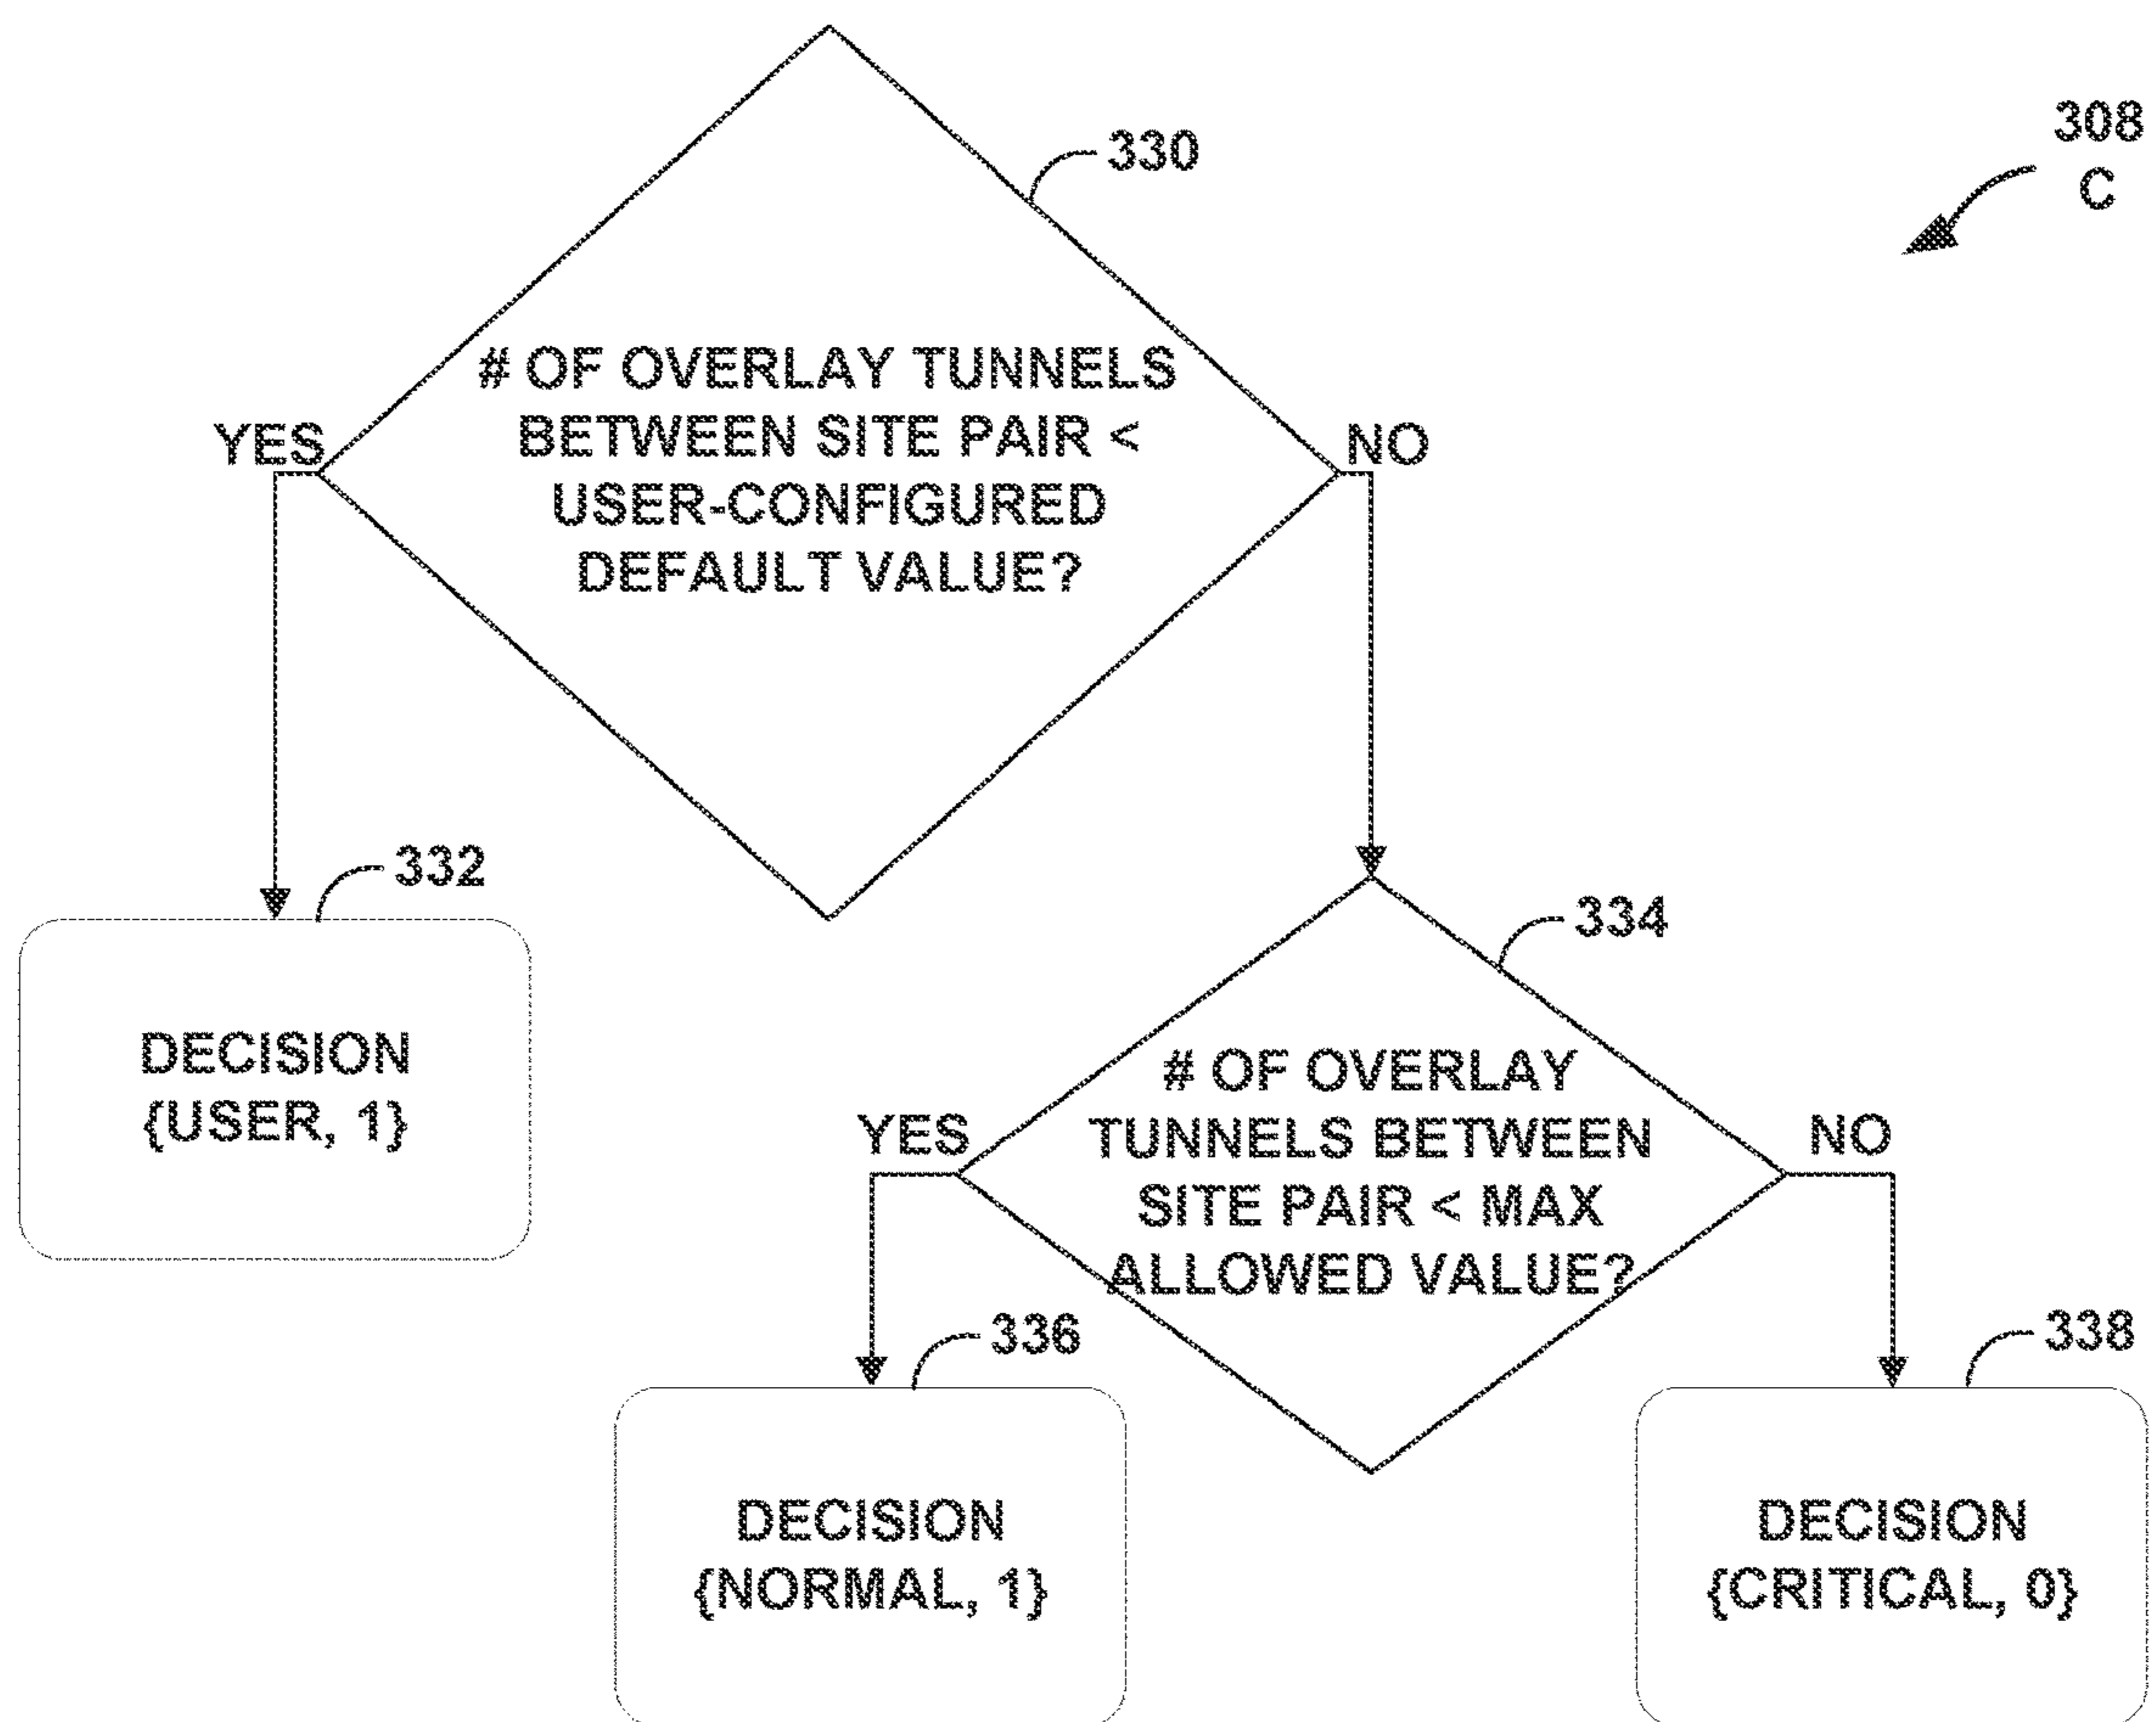 330
308
C
# OF OVERLAY TUNNELS
BETWEEN SITE PAIR <
USER-CONFIGURED
DEFAULT VALUE?
YES
NO
332
DECISION
{USER, 1}
334
# OF OVERLAY
TUNNELS BETWEEN
SITE PAIR < MAX
ALLOWED VALUE?
YES
NO
336
DECISION
{NORMAL, 1}
338
DECISION
{CRITICAL, 0}